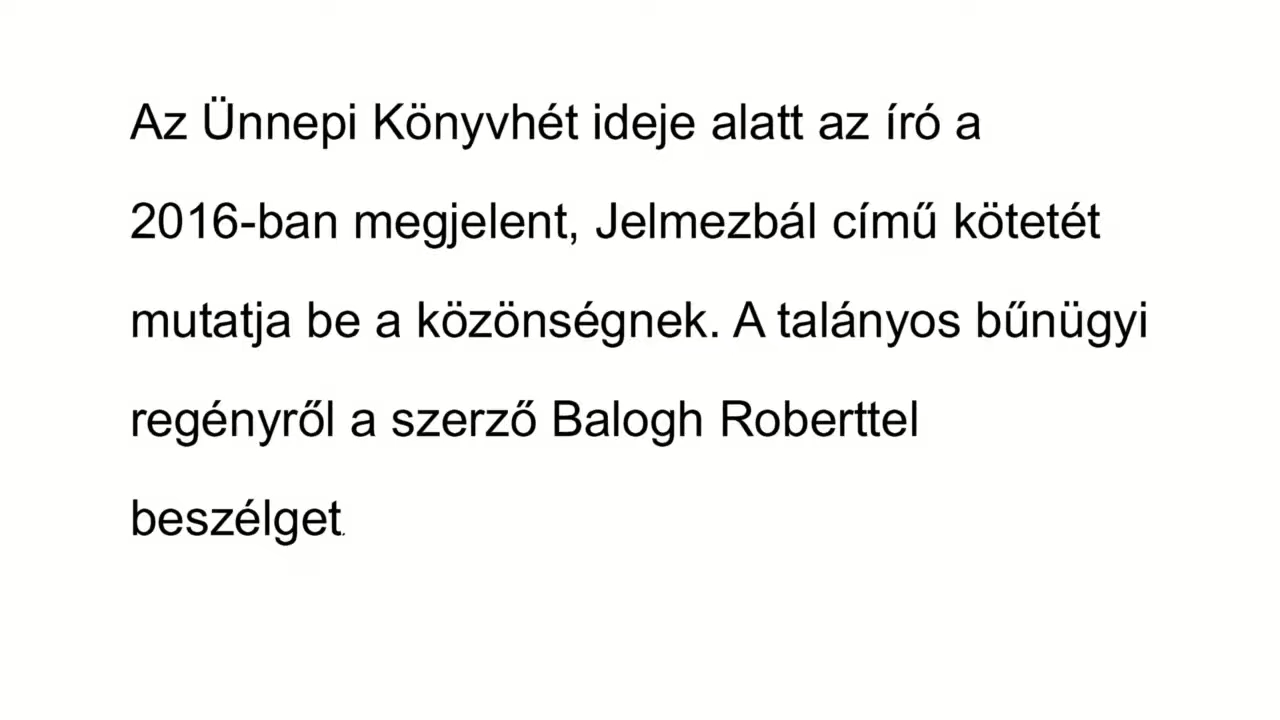 Az Ünnepi Könyvhét ideje alatt az író a
2016-ban megjelent, Jelmezbál című kötetét
mutatja be a közönségnek. A talányos bűnügyi
regényről a szerző Balogh Roberttel
beszélget.